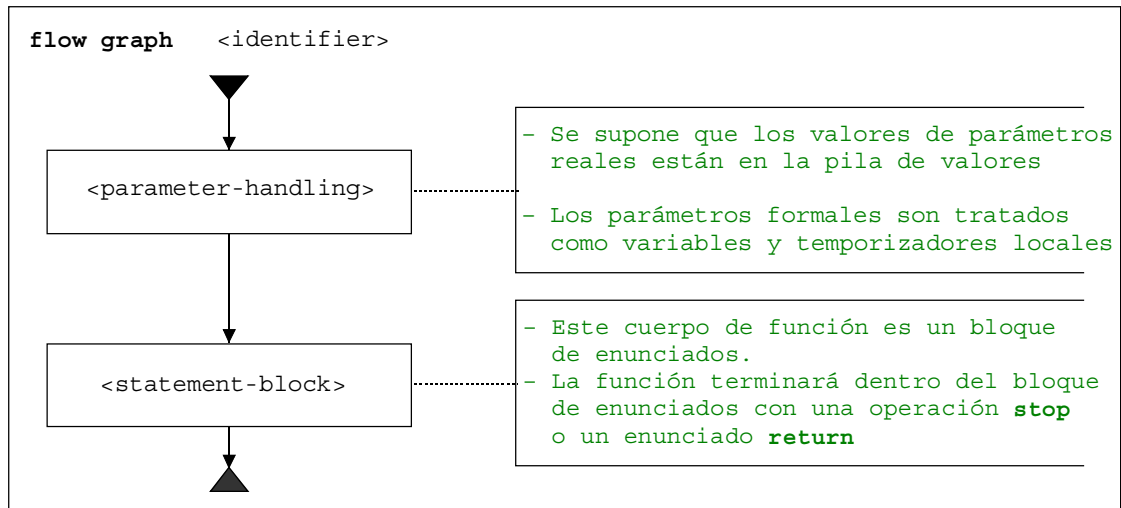 flow graph <identifier>
<parameter-handling>
– Se supone que los valores de parámetros
reales están en la pila de valores
– Los parámetros formales son tratados
como variables y temporizadores locales
<statement-block>
– Este cuerpo de función es un bloque
de enunciados.
– La función terminará dentro del bloque
de enunciados con una operación stop
o un enunciado return